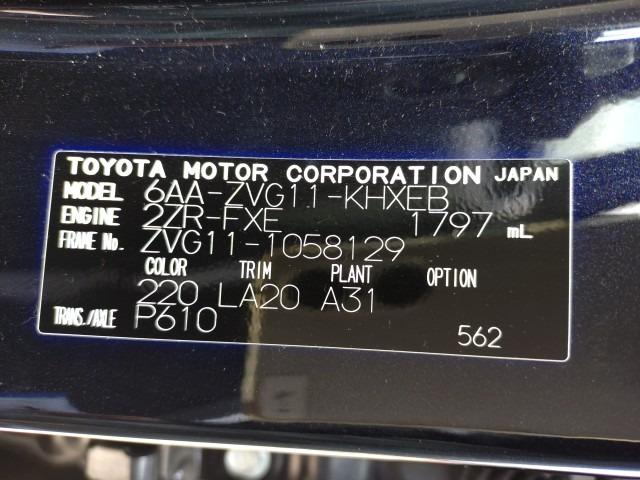 TOYOTA MOTOR CORPORATION JAPAN
MODEL 6AA-ZVG11-KHXEB
ENGINE 2ZR-FXE 1797 mL
FRAME No. ZVG11-1058129
COLOR TRIM PLANT OPTION
220 LA20 A31
TRANS./AXLE P610
562